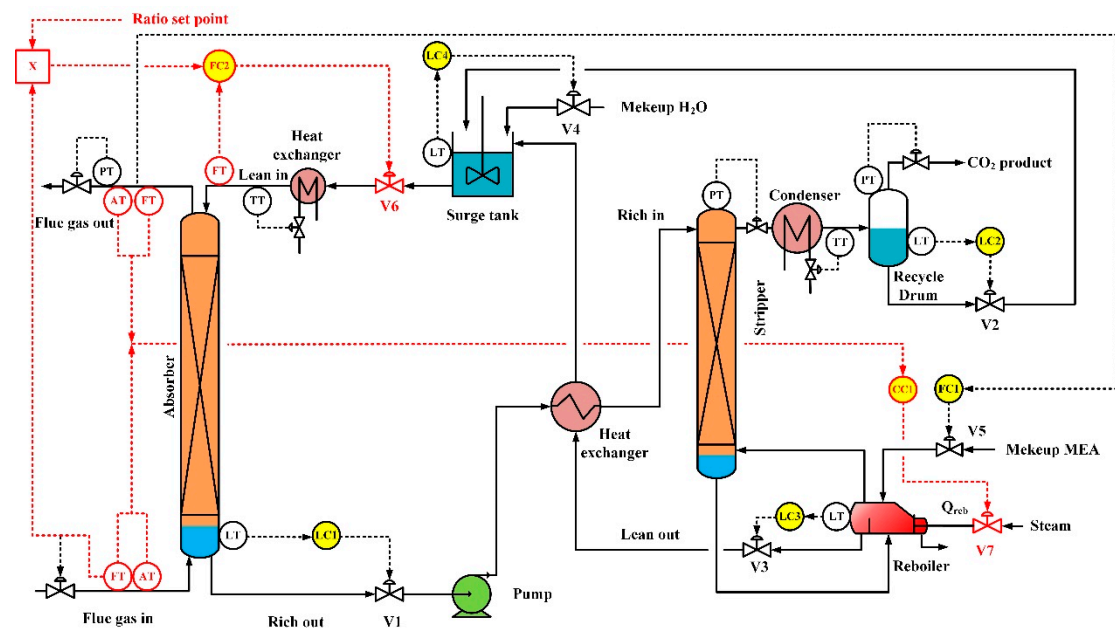 Ratio set point
X
FC2
LC4
Mekeup H₂O
V4
PT
FT
Heat
exchanger
Lean in
LT
PT
Condenser
PT
CO₂ product
AT
FT
TT
V6
Surge tank
Rich in
TT
LT
LC2
Flue gas out
Recycle
Drum
V2
Stripper
Absorber
CC1
FC1
Heat
exchanger
V5
Mekeup MEA
LT
LC1
LC3
LT
Qreb
Steam
Lean out
V3
Reboiler
V7
FT
AT
Pump
Flue gas in
Rich out
V1